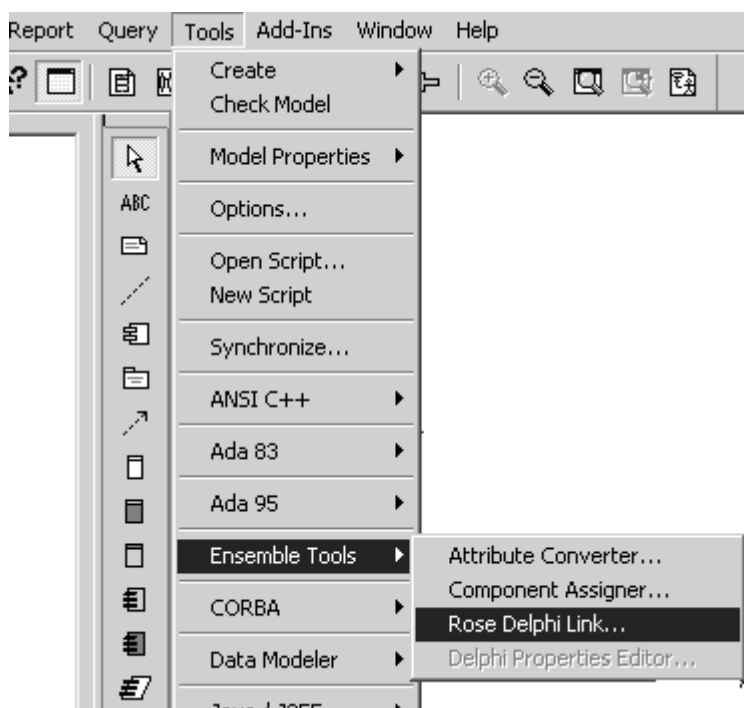 Report Query Tools Add-Ins Window Help
Create
Check Model
Model Properties
ABC
Options...
Open Script...
New Script
Synchronize...
ANSI C++
Ada 83
Ada 95
Ensemble Tools
Attribute Converter...
Component Assigner...
CORBA
Rose Delphi Link...
Data Modeler
Delphi Properties Editor...